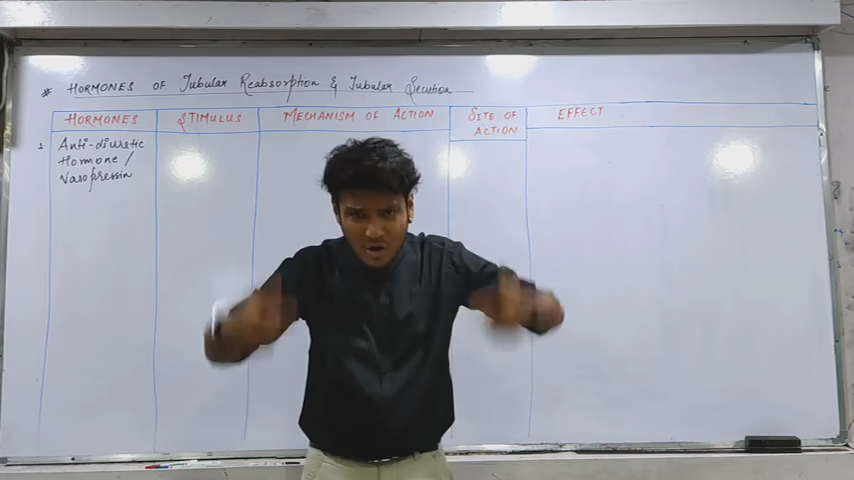 * HORMONES OF Tubular Reabsorption & Tubular Secretion
HORMONES STIMULUS MECHANISM OF ACTION SITE OF ACTION EFFECT
1 Anti-diuretic
Hormone /
Vasopressin